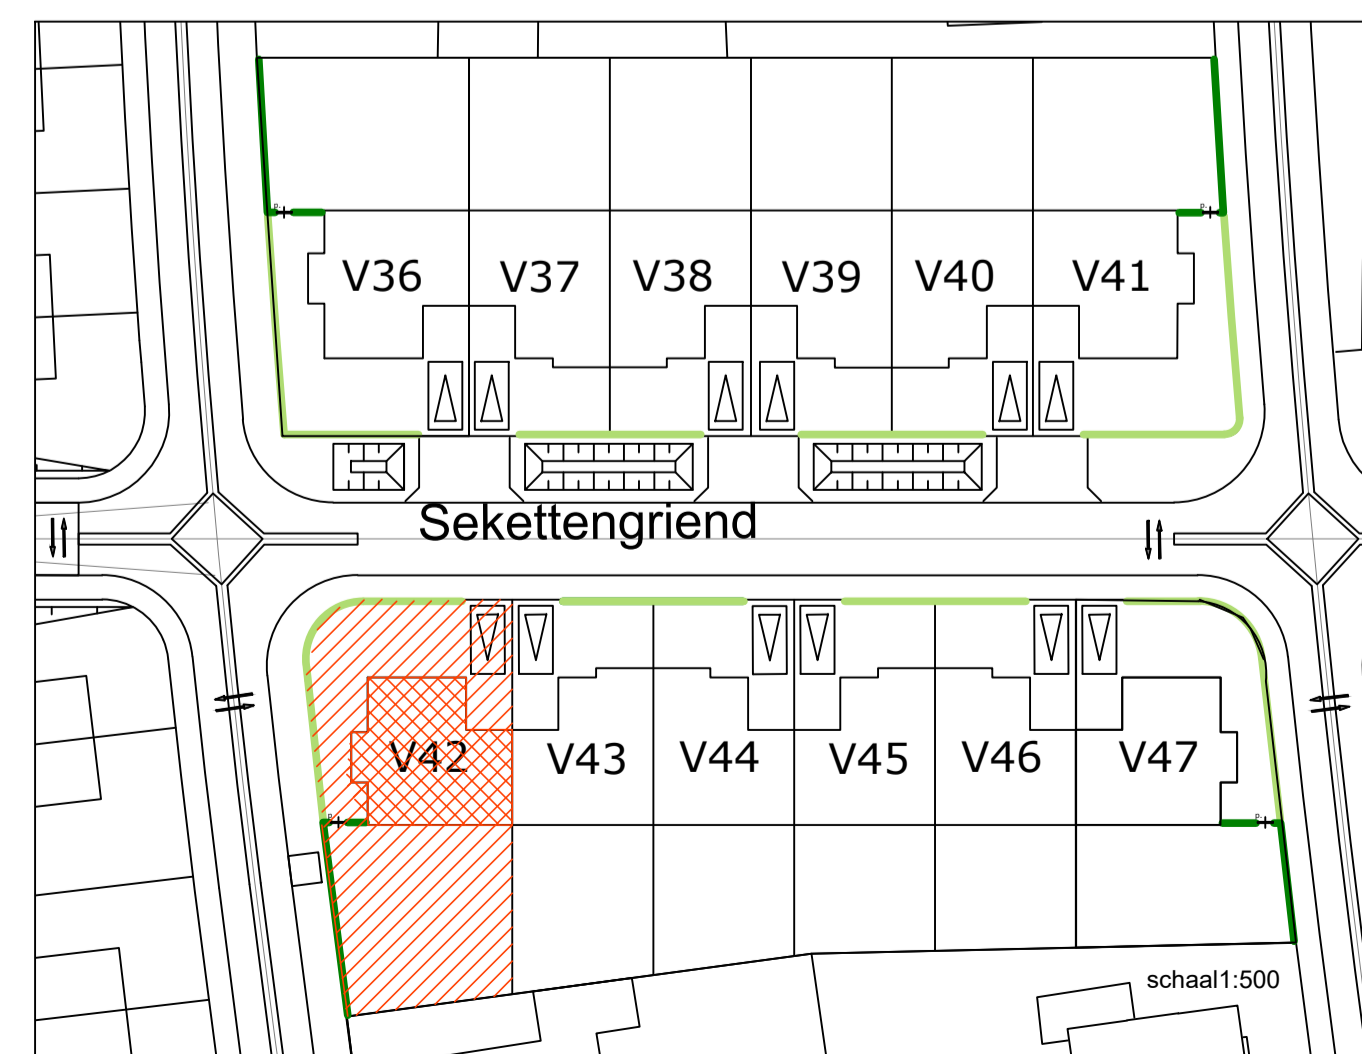 P-
P-
V36 V37 V38 V39 V40 V41
Sekettengriend
V42 V43 V44 V45 V46 V47
P-
P-
schaal1:500